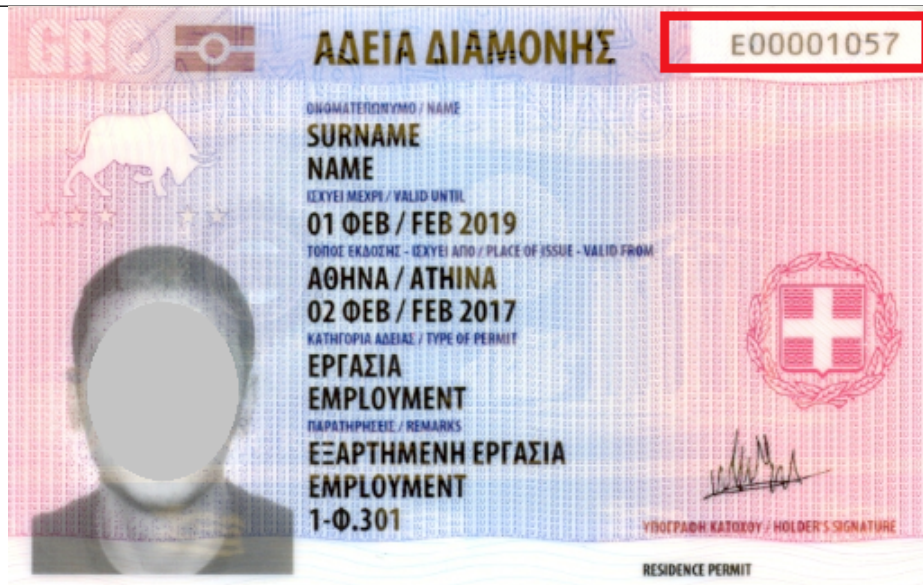 GRC
ΑΔΕΙΑ ΔΙΑΜΟΝΗΣ
E00001057
ΟΝΟΜΑΤΕΠΩΝΥΜΟ / NAME
SURNAME
NAME
ΙΣΧΥΕΙ ΜΕΧΡΙ / VALID UNTIL
01 ΦΕΒ / FEB 2019
ΤΟΠΟΣ ΕΚΔΟΣΗΣ - ΙΣΧΥΕΙ ΑΠΟ / PLACE OF ISSUE - VALID FROM
ΑΘΗΝΑ / ATHINA
02 ΦΕΒ / FEB 2017
ΚΑΤΗΓΟΡΙΑ ΑΔΕΙΑΣ / TYPE OF PERMIT
ΕΡΓΑΣΙΑ
EMPLOYMENT
ΠΑΡΑΤΗΡΗΣΕΙΣ / REMARKS
ΕΞΑΡΤΗΜΕΝΗ ΕΡΓΑΣΙΑ
EMPLOYMENT
1-Φ.301
ΥΠΟΓΡΑΦΗ ΚΑΤΟΧΟΥ / HOLDER'S SIGNATURE
RESIDENCE PERMIT